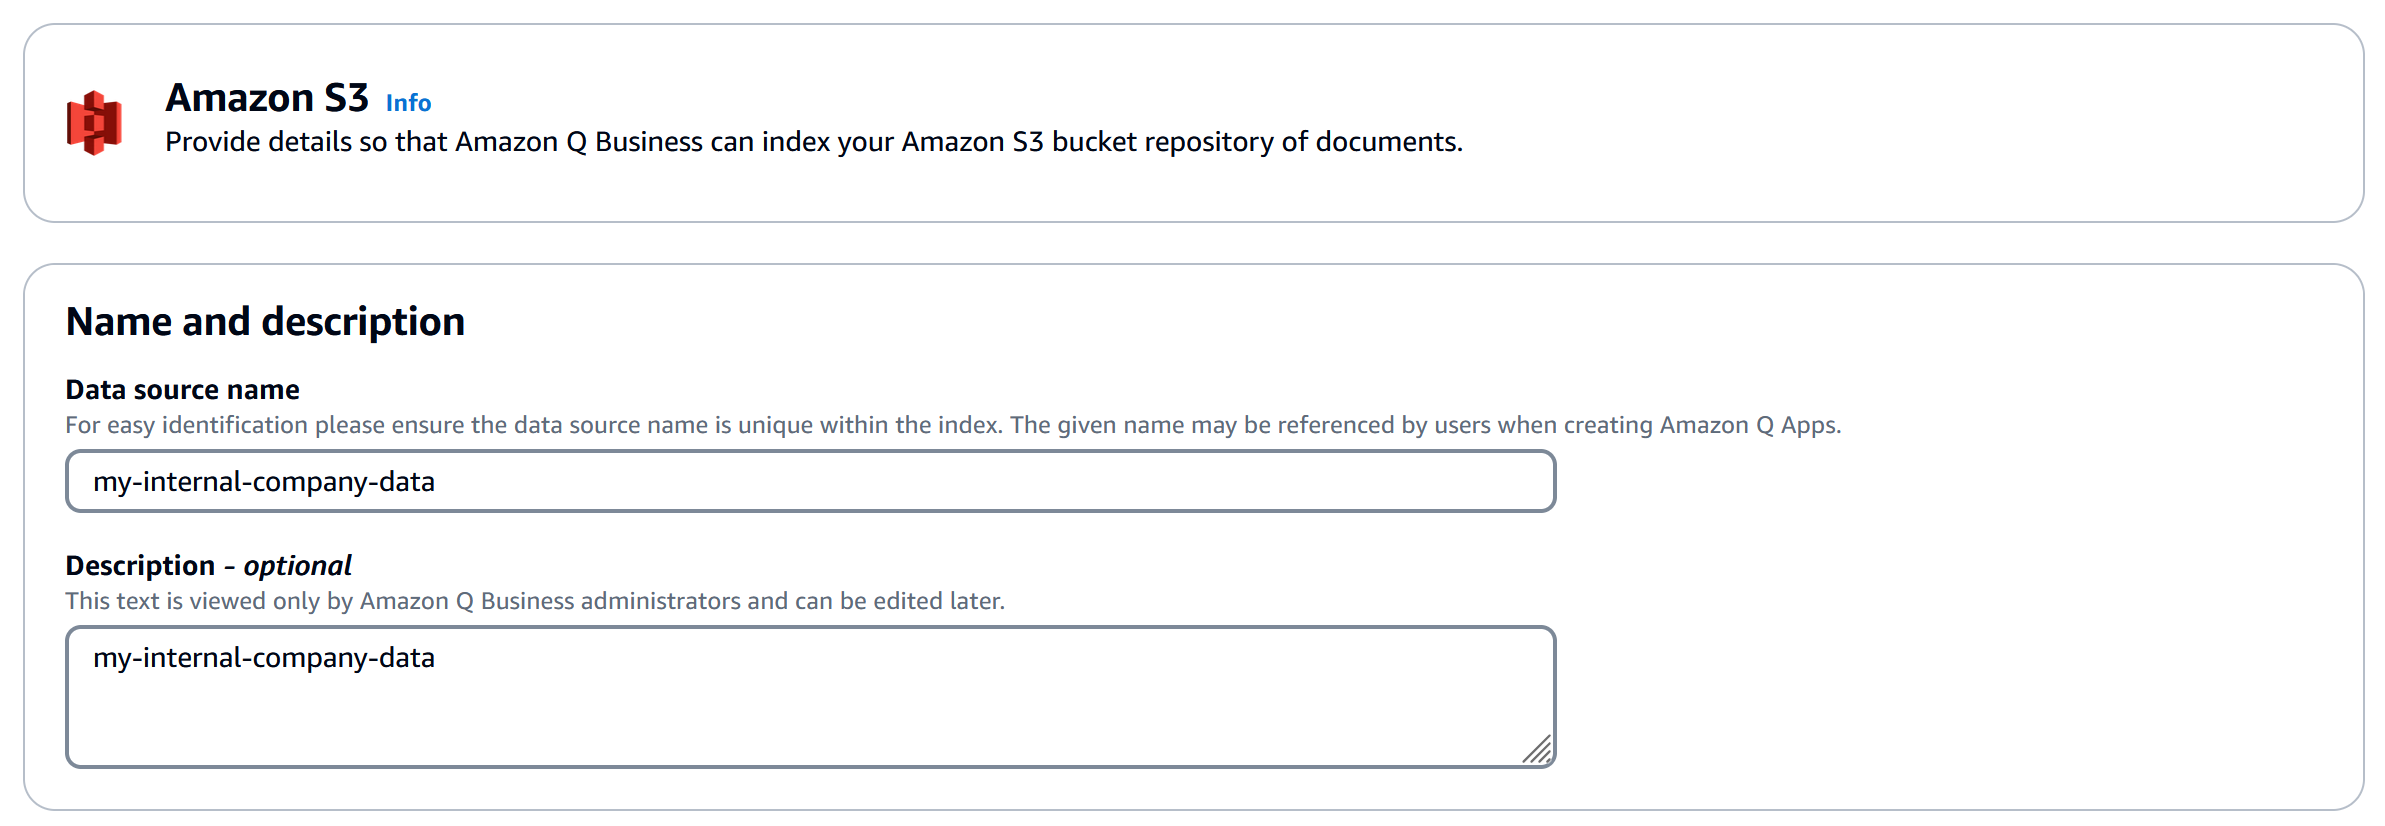 Amazon S3 Info
Provide details so that Amazon Q Business can index your Amazon S3 bucket repository of documents.
Name and description
Data source name
For easy identification please ensure the data source name is unique within the index. The given name may be referenced by users when creating Amazon Q Apps.
my-internal-company-data
Description - optional
This text is viewed only by Amazon Q Business administrators and can be edited later.
my-internal-company-data